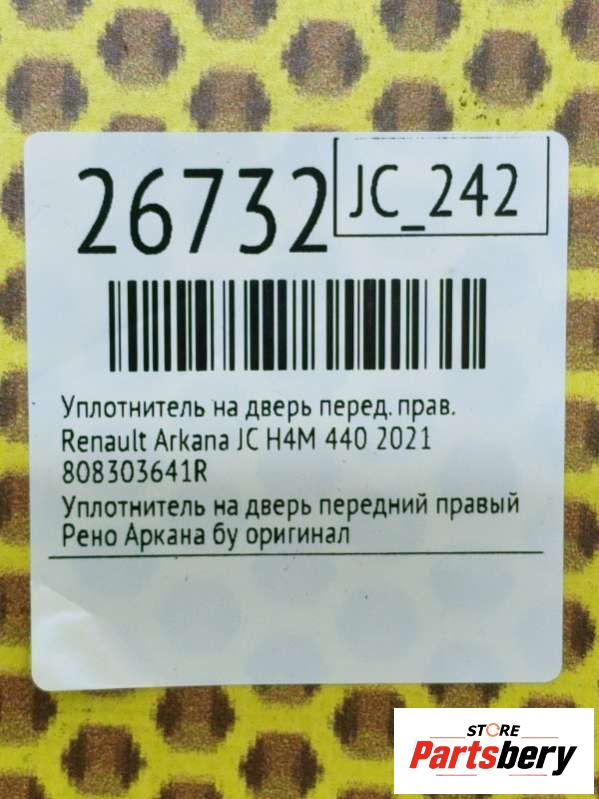 26732
JC_242
Уплотнитель на дверь перед. прав.
Renault Arkana JC H4M 440 2021
808303641R
Уплотнитель на дверь передний правый
Рено Аркана бу оригинал
STORE
Partsbery